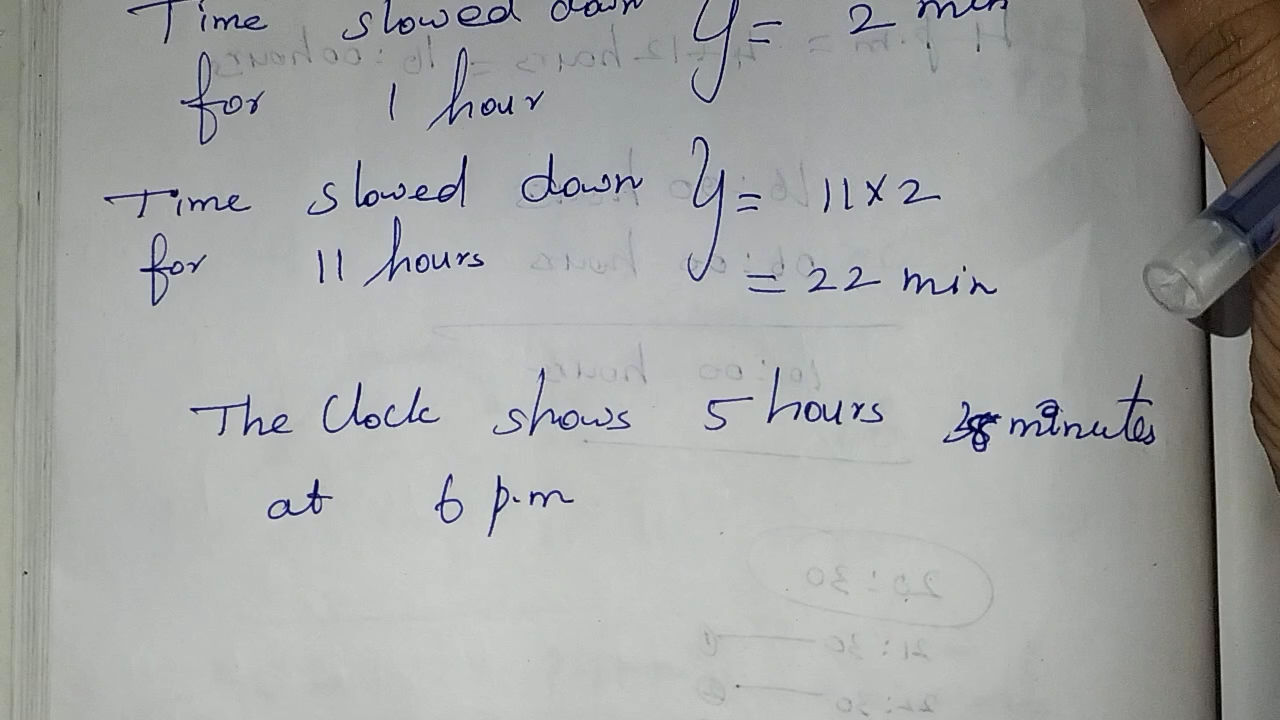 Time slowed down } = 2 min
for 1 hour
Time slowed down } = 11 x 2
for 11 hours = 22 min
The Clock shows 5 hours 38 minutes
at 6 p.m